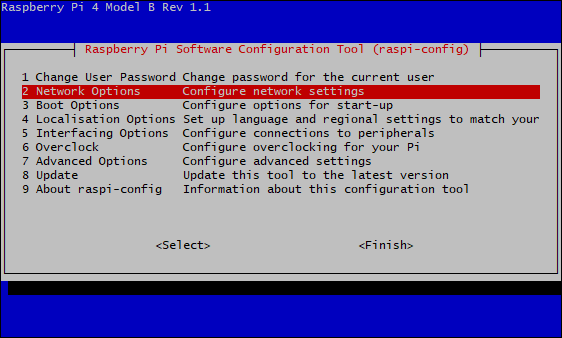 Raspberry Pi 4 Model B Rev 1.1
Raspberry Pi Software Configuration Tool (raspi-config)
1 Change User Password Change password for the current user
2 Network Options Configure network settings
3 Boot Options Configure options for start-up
4 Localisation Options Set up language and regional settings to match your
5 Interfacing Options Configure connections to peripherals
6 Overclock Configure overclocking for your Pi
7 Advanced Options Configure advanced settings
8 Update Update this tool to the latest version
9 About raspi-config Information about this configuration tool
<Select> <Finish>